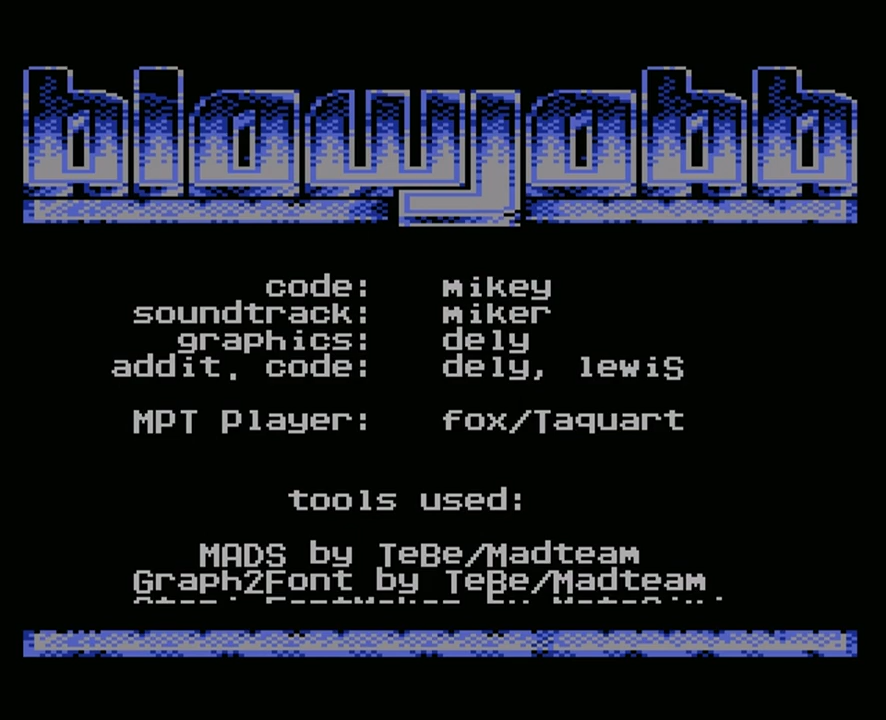 blowjobb
code: mikey
soundtrack: miker
graphics: dely
addit. code: dely, lewiS
MPT Player: fox/Taquart
tools used:
MADS by TeBe/Madteam
Graph2Font by TeBe/Madteam